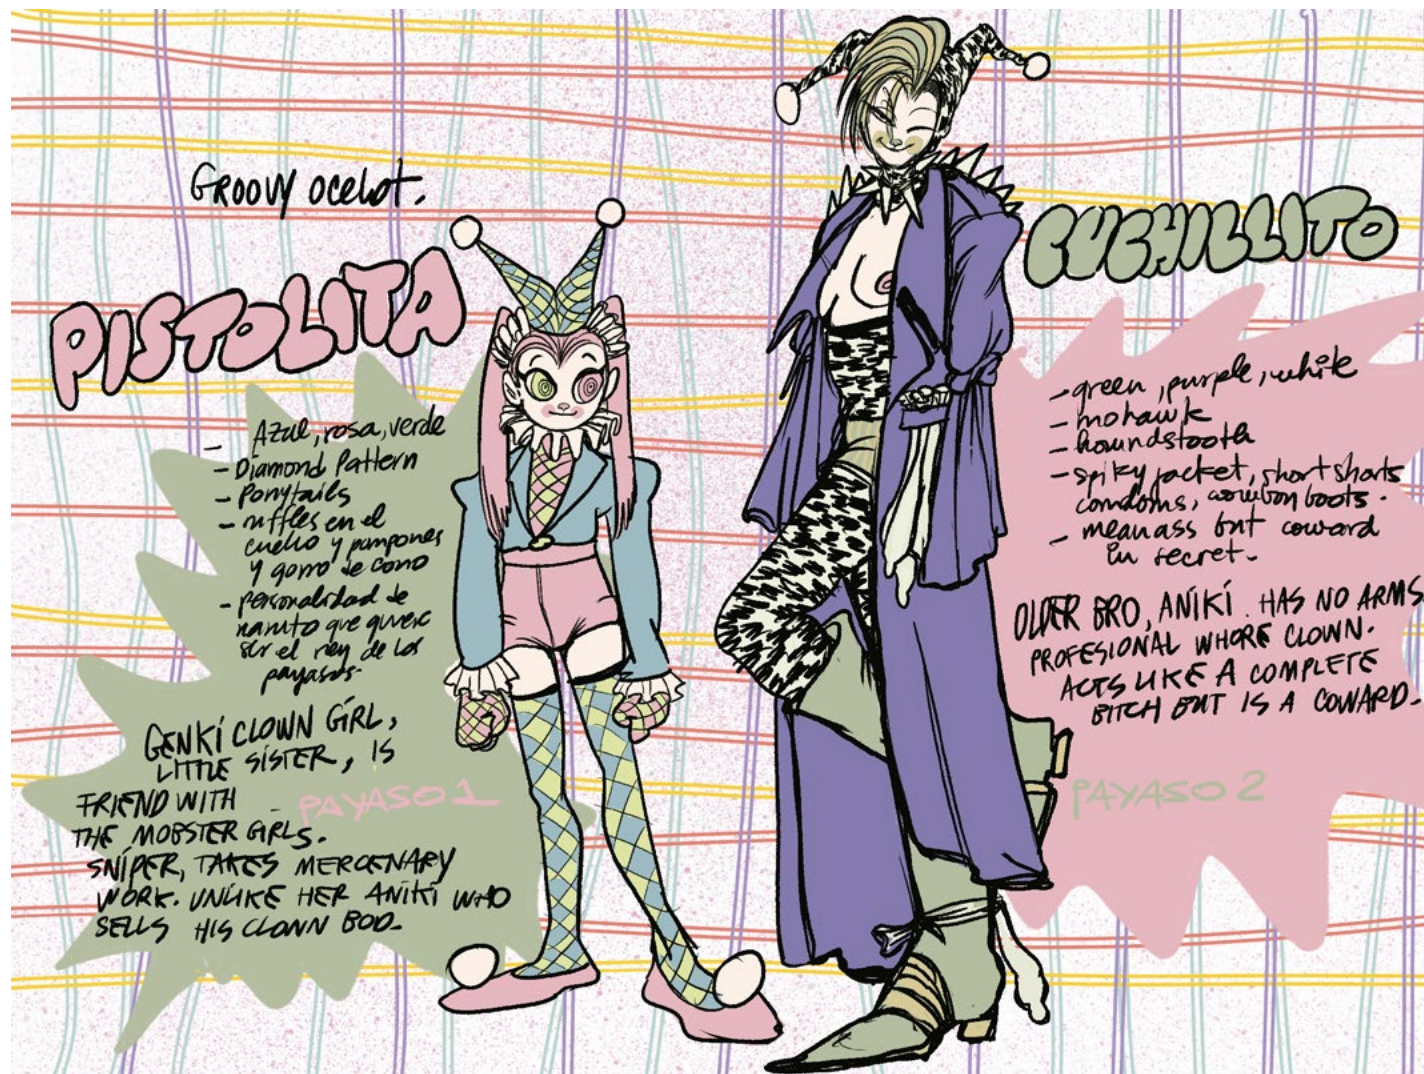 GROOVY OCELOT.
PISTOLITA
- AZUL, rosa, verde
- Diamond Pattern
- Ponytails
- ruffles en el
cuello y pompones
y gorro de cono
- personalidad de
naruto que quiere
ser el rey de los
payasos.
GENKI CLOWN GIRL,
LITTLE SISTER, IS
FRIEND WITH
THE MOBSTER GIRLS.
SNIPER, TAKES MERCENARY
WORK. UNLIKE HER ANIKI WHO
SELLS HIS CLOWN BOD.
PAYASO 1
CUCHILLITO
- green, purple, white
- mohawk
- houndstooth
- spiky jacket, short shorts
condoms, cowboy boots.
- mean ass but coward
in secret.
OLDER BRO, ANIKI. HAS NO ARMS
PROFESIONAL WHORE CLOWN.
ACTS LIKE A COMPLETE
BITCH BUT IS A COWARD.
PAYASO 2